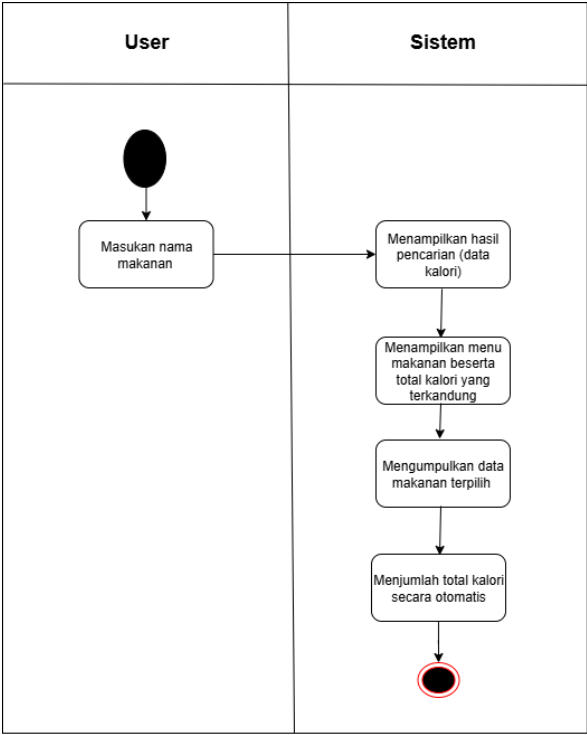 User
Sistem
Masukan nama
makanan
Menampilkan hasil
pencarian (data
kalori)
Menampilkan menu
makanan beserta
total kalori yang
terkandung
Mengumpulkan data
makanan terpilih
Menjumlah total kalori
secara otomatis